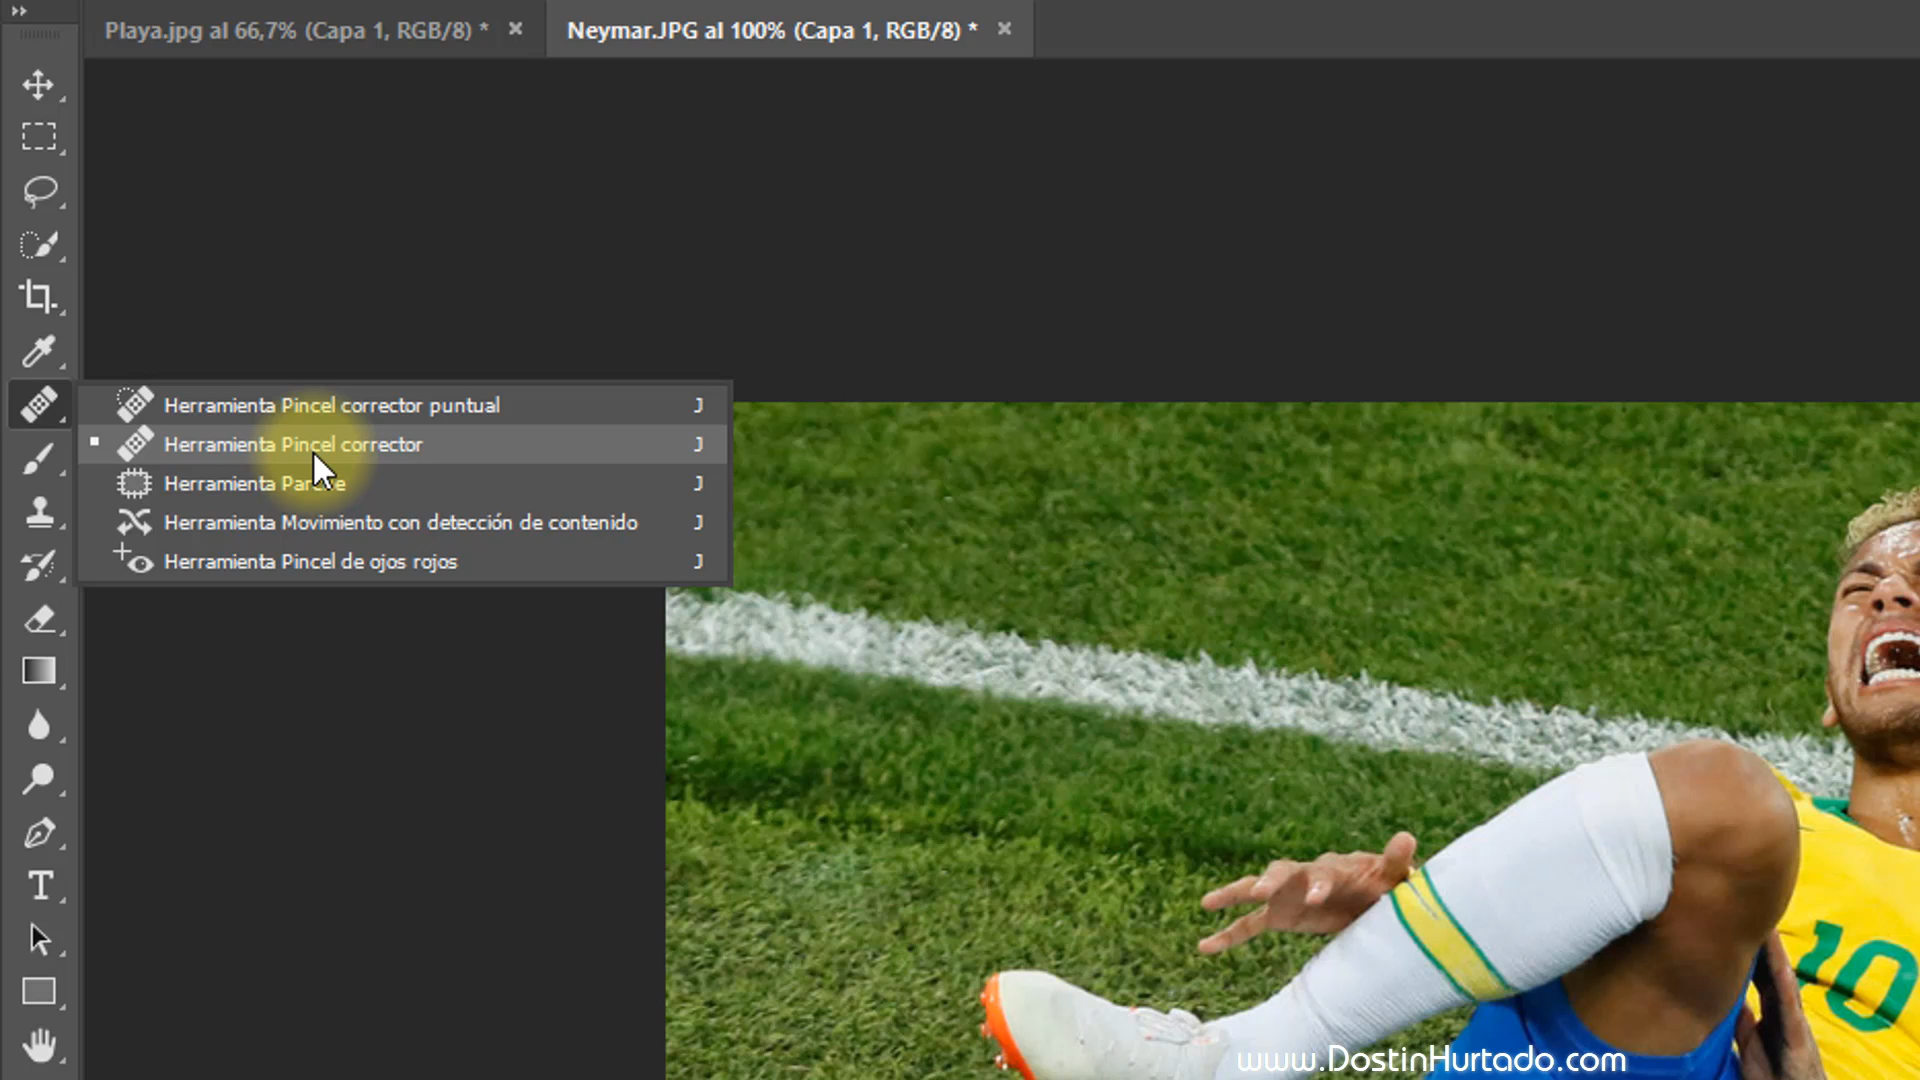 Playa.jpg al 66,7% (Capa 1, RGB/8) *
Neymar.JPG al 100% (Capa 1, RGB/8) *
Herramienta Pincel corrector puntual J
Herramienta Pincel corrector J
Herramienta J
Herramienta Movimiento con detección de contenido J
Herramienta Pincel de ojos rojos J
10
www.DostinHurtado.com